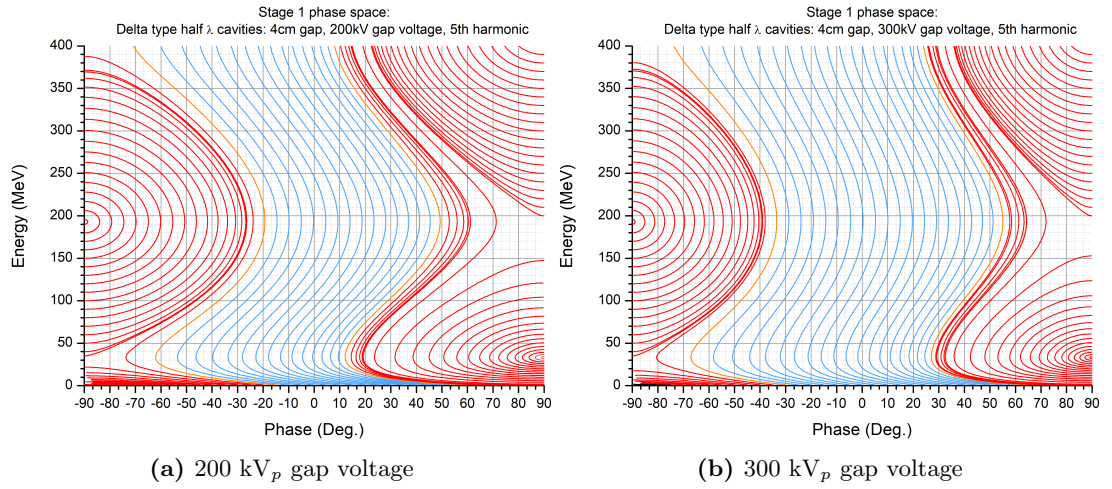 Stage 1 phase space:
Delta type half λ cavities: 4cm gap, 200kV gap voltage, 5th harmonic
400
350
300
250
200
150
100
50
0
Energy (MeV)
-90 -80 -70 -60 -50 -40 -30 -20 -10 0 10 20 30 40 50 60 70 80 90
Phase (Deg.)
(a) 200 kVp gap voltage
Stage 1 phase space:
Delta type half λ cavities: 4cm gap, 300kV gap voltage, 5th harmonic
400
350
300
250
200
150
100
50
0
Energy (MeV)
-90 -80 -70 -60 -50 -40 -30 -20 -10 0 10 20 30 40 50 60 70 80 90
Phase (Deg.)
(b) 300 kVp gap voltage